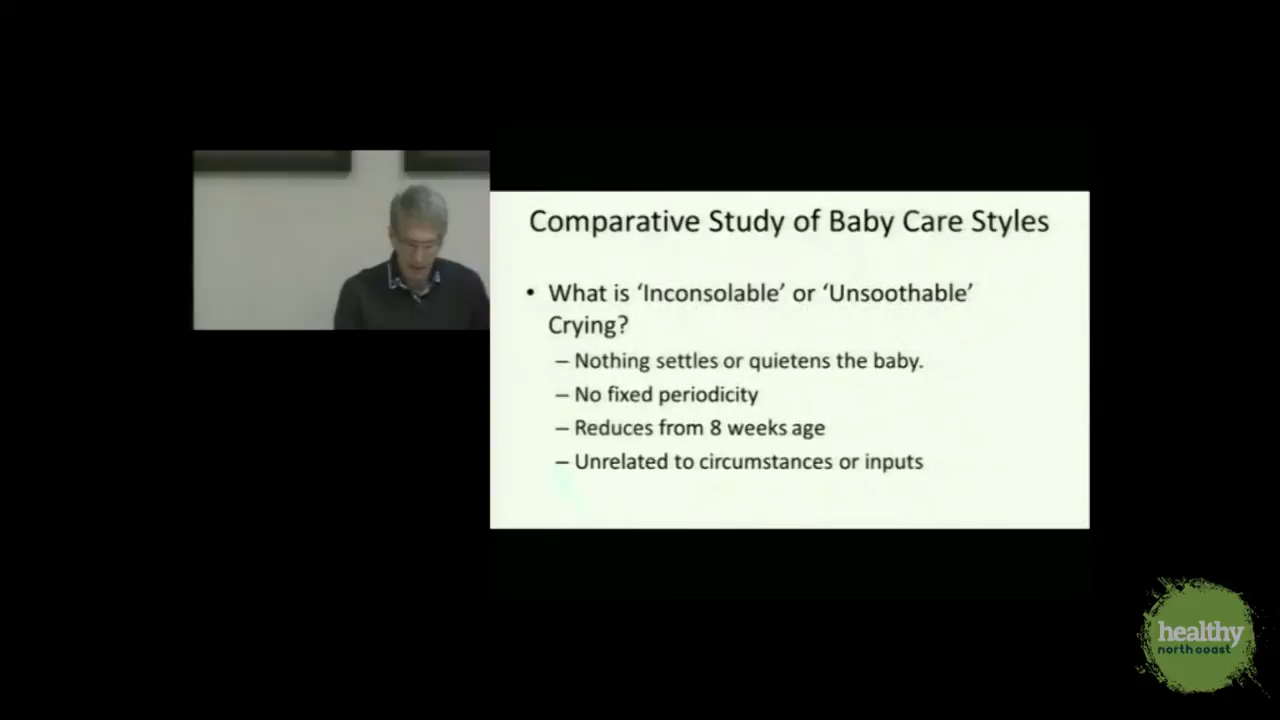 Comparative Study of Baby Care Styles
• What is ‘Inconsolable’ or ‘Unsoothable’
Crying?
– Nothing settles or quietens the baby.
– No fixed periodicity
– Reduces from 8 weeks age
– Unrelated to circumstances or inputs
healthy
north coast